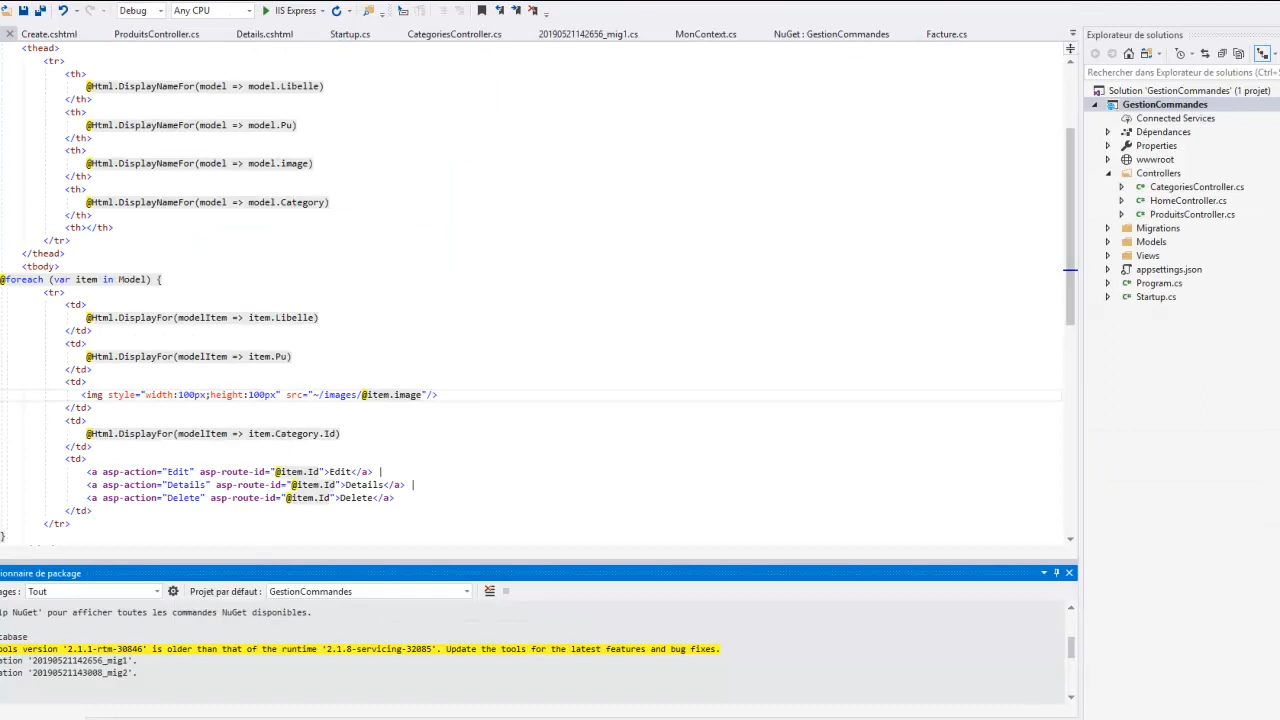 Debug
Any CPU
IIS Express
Create.cshtml
ProduitsController.cs
Details.cshtml
Startup.cs
CategoriesController.cs
20190521142656_mig1.cs
MonContext.cs
NuGet : GestionCommandes
Facture.cs
<thead>
<tr>
<th>
@Html.DisplayNameFor(model => model.Libelle)
</th>
<th>
@Html.DisplayNameFor(model => model.Pu)
</th>
<th>
@Html.DisplayNameFor(model => model.image)
</th>
<th>
@Html.DisplayNameFor(model => model.Category)
</th>
<th></th>
</tr>
</thead>
<tbody>
@foreach (var item in Model) {
<tr>
<td>
@Html.DisplayFor(modelItem => item.Libelle)
</td>
<td>
@Html.DisplayFor(modelItem => item.Pu)
</td>
<td>
<img style="width:100px;height:100px" src="~/images/@item.image"/>
</td>
<td>
@Html.DisplayFor(modelItem => item.Category.Id)
</td>
<td>
<a asp-action="Edit" asp-route-id="@item.Id">Edit</a> |
<a asp-action="Details" asp-route-id="@item.Id">Details</a> |
<a asp-action="Delete" asp-route-id="@item.Id">Delete</a>
</td>
</tr>
}
Explorateur de solutions
Rechercher dans Explorateur de solutions (Ctrl+
Solution 'GestionCommandes' (1 projet)
GestionCommandes
Connected Services
Dépendances
Properties
wwwroot
Controllers
C# CategoriesController.cs
C# HomeController.cs
C# ProduitsController.cs
Migrations
Models
Views
appsettings.json
C# Program.cs
C# Startup.cs
ionnaire de package
ages : Tout
Projet par défaut : GestionCommandes
lp NuGet' pour afficher toutes les commandes NuGet disponibles.
tabase
ools version '2.1.1-rtm-30846' is older than that of the runtime '2.1.8-servicing-32085'. Update the tools for the latest features and bug fixes.
ation '20190521142656_mig1'.
ation '20190521143008_mig2'.